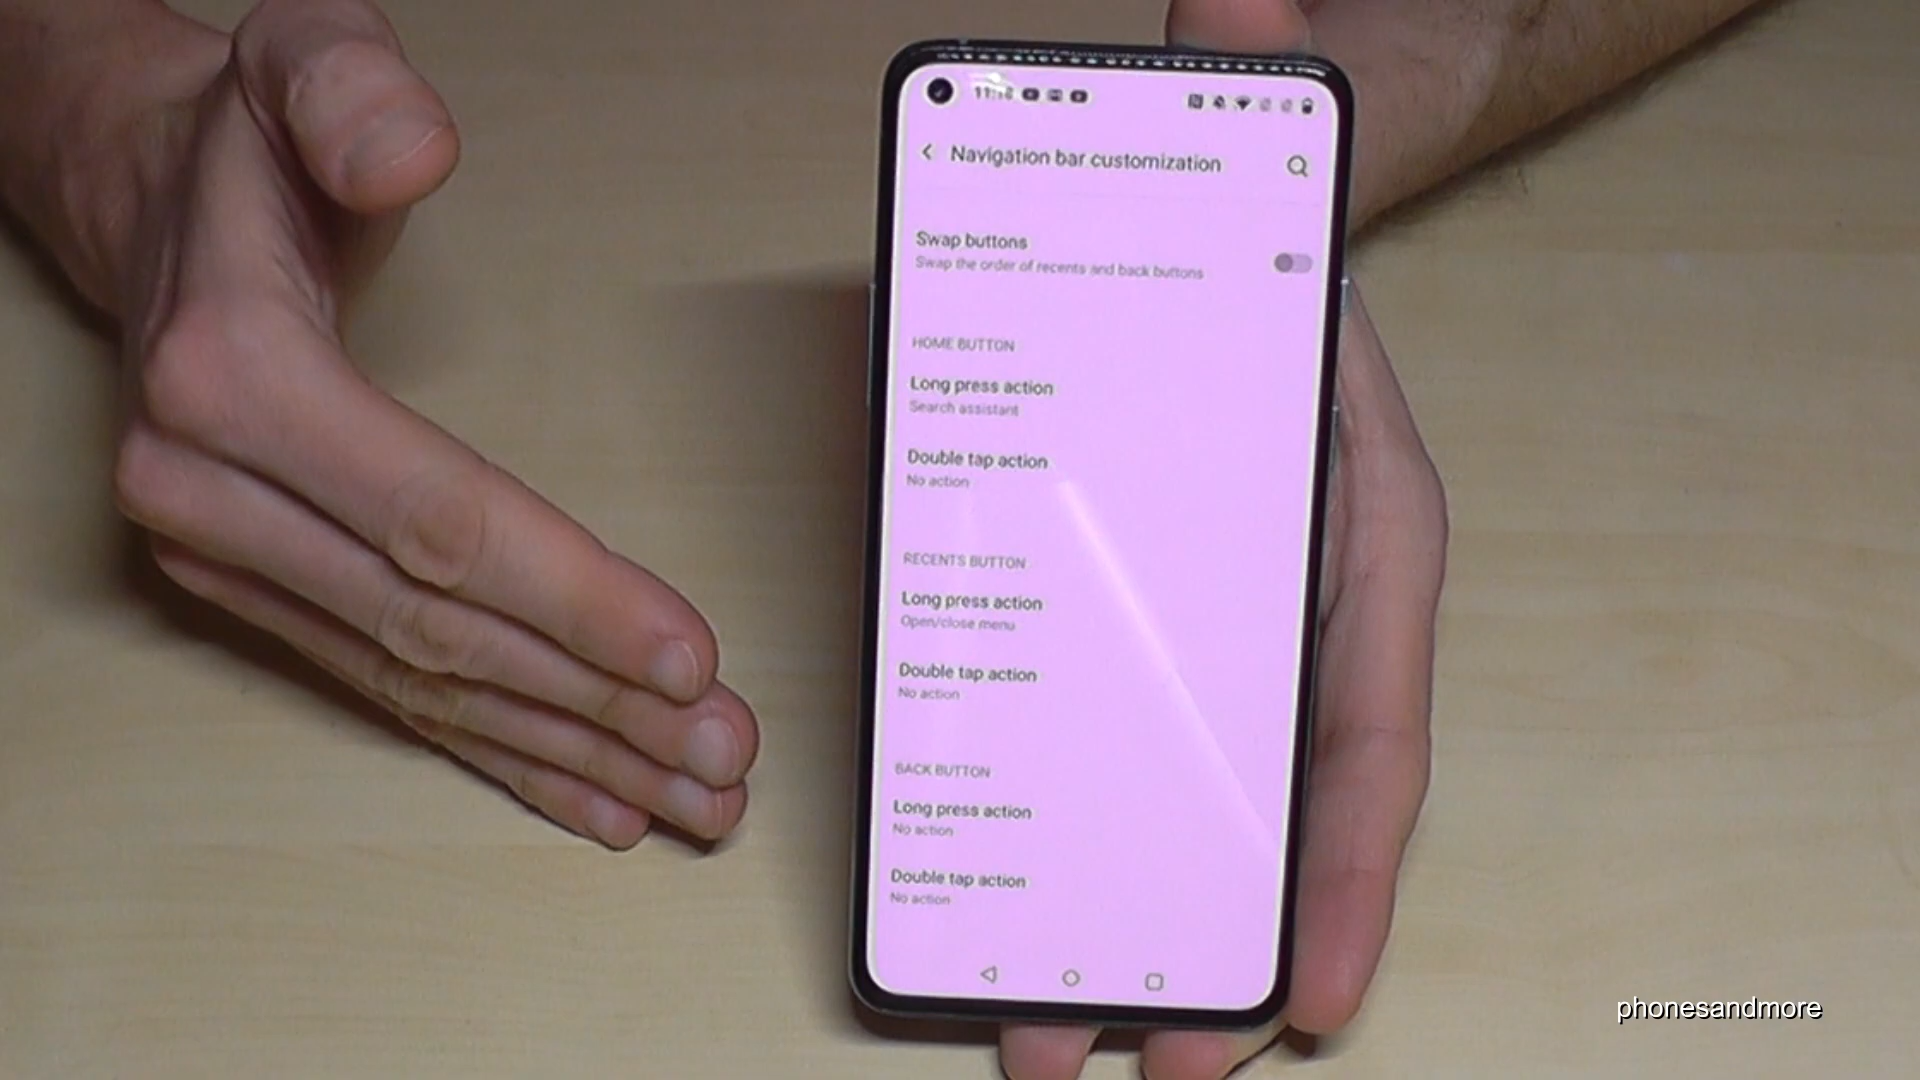 11:18
Navigation bar customization
Swap buttons
Swap the order of recents and back buttons
HOME BUTTON
Long press action
Search assistant
Double tap action
No action
RECENTS BUTTON
Long press action
Open/close menu
Double tap action
No action
BACK BUTTON
Long press action
No action
Double tap action
No action
phonesandmore